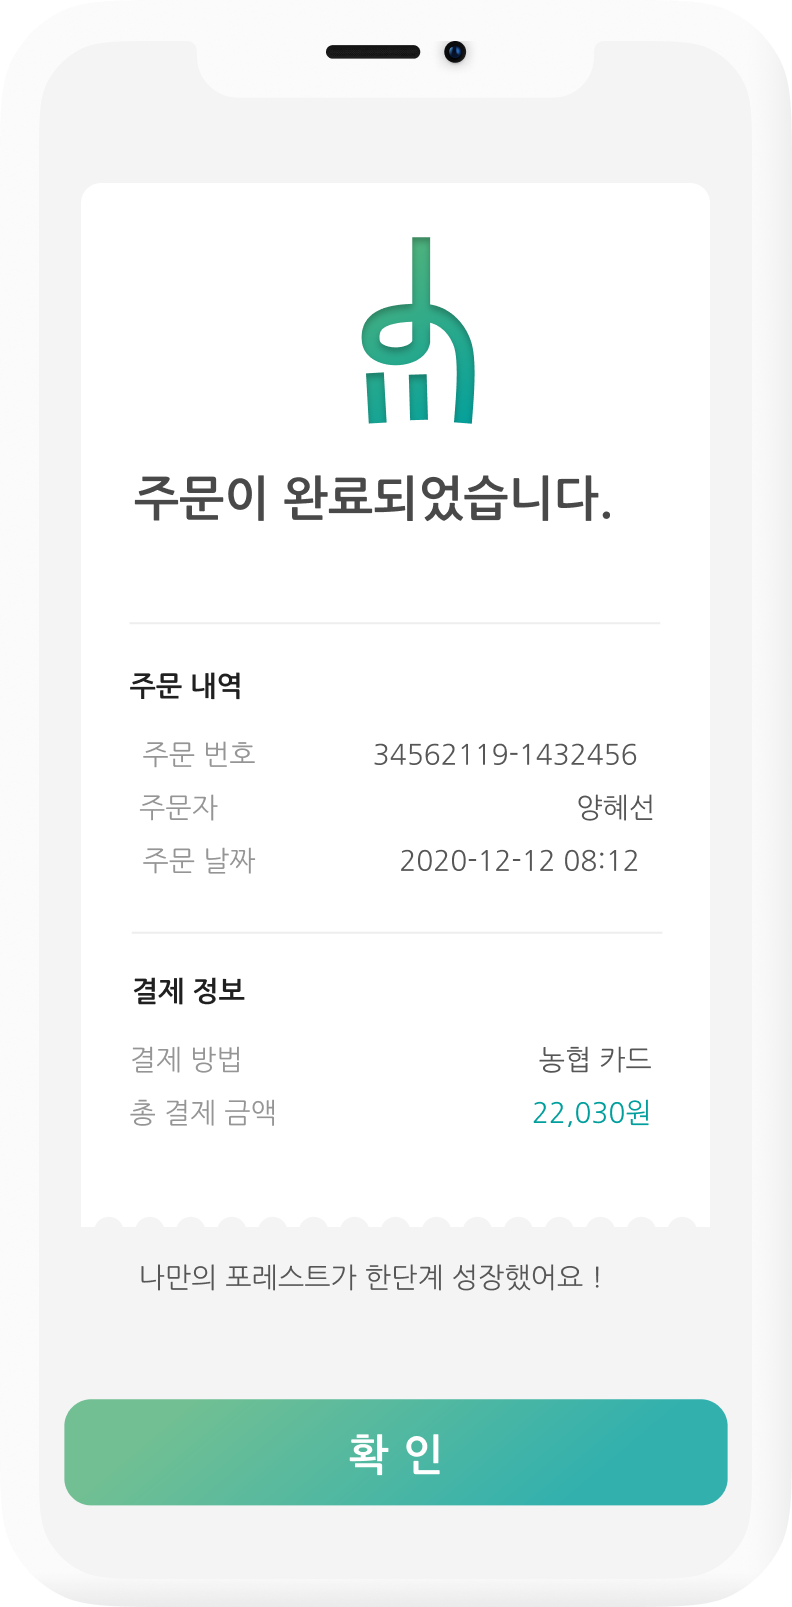 주문이 완료되었습니다.
주문 내역
주문 번호 34562119-1432456
주문자 양혜선
주문 날짜 2020-12-12 08:12
결제 정보
결제 방법 농협 카드
총 결제 금액 22,030원
나만의 포레스트가 한단계 성장했어요 !
확 인